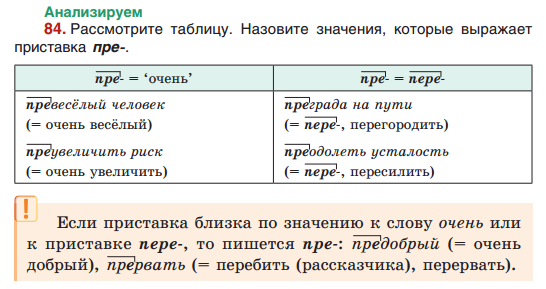 Анализируем
84. Рассмотрите таблицу. Назовите значения, которые выражает
приставка пре-.
пре- = ‘очень’
пре- = пере-
превесёлый человек
(= очень весёлый)
преграда на пути
(= пере-, перегородить)
преувеличить риск
(= очень увеличить)
преодолеть усталость
(= пере-, пересилить)
!
Если приставка близка по значению к слову очень или
к приставке пере-, то пишется пре-: предобрый (= очень
добрый), прервать (= перебить (рассказчика), перервать).